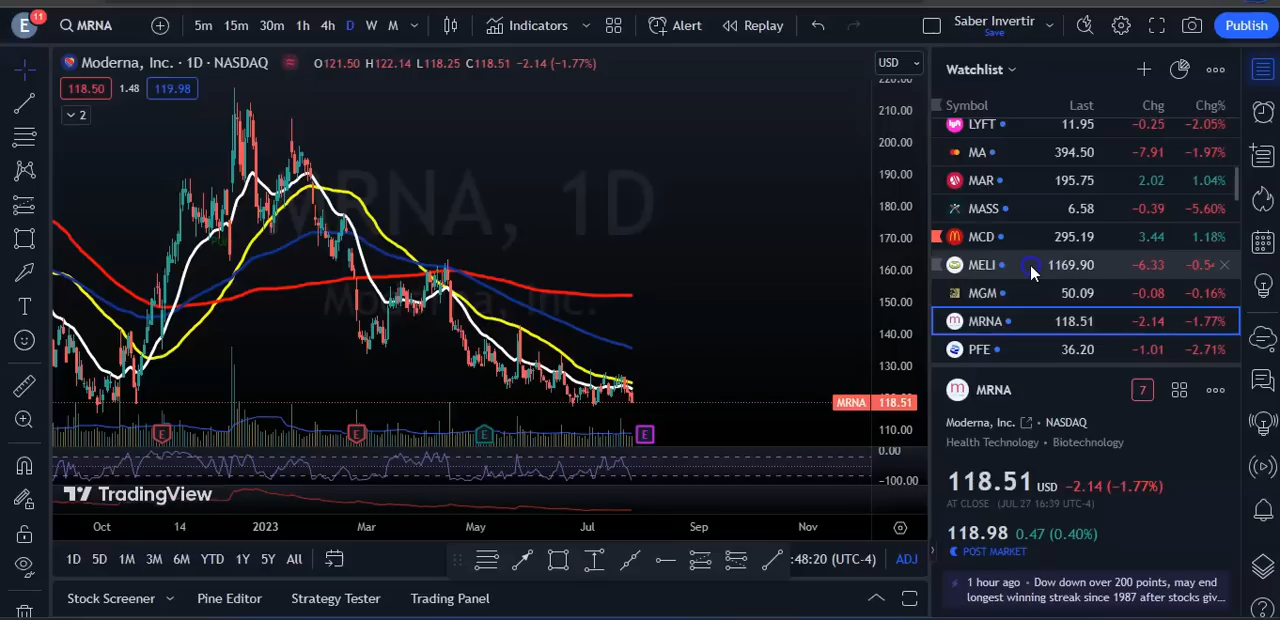 E 11 MRNA 5m 15m 30m 1h 4h D W M Indicators Alert Replay Saber Invertir Save Publish
Moderna, Inc. · 1D · NASDAQ O121.50 H122.14 L118.25 C118.51 −2.14 (−1.77%) USD
118.50 1.48 119.98
2
MRNA, 1D
Moderna, Inc.
210.00
200.00
190.00
180.00
170.00
160.00
150.00
140.00
130.00
MRNA 118.51
110.00
E E E E
0.00
−100.00
TradingView
Oct 14 2023 Mar May Jul Sep Nov
1D 5D 1M 3M 6M YTD 1Y 5Y All :48:20 (UTC-4) ADJ
Stock Screener Pine Editor Strategy Tester Trading Panel
Watchlist
Symbol Last Chg Chg%
LYFT 11.95 −0.25 −2.05%
MA 394.50 −7.91 −1.97%
MAR 195.75 2.02 1.04%
MASS 6.58 −0.39 −5.60%
MCD 295.19 3.44 1.18%
MELI 1169.90 −6.33
MGM 50.09 −0.08 −0.16%
MRNA 118.51 −2.14 −1.77%
PFE 36.20 −1.01 −2.71%
MRNA 7
Moderna, Inc. • NASDAQ
Health Technology • Biotechnology
118.51 USD −2.14 (−1.77%)
AT CLOSE (JUL 27 16:39 UTC-4)
118.98 0.47 (0.40%)
POST MARKET
1 hour ago • Dow down over 200 points, may end
longest winning streak since 1987 after stocks giv...